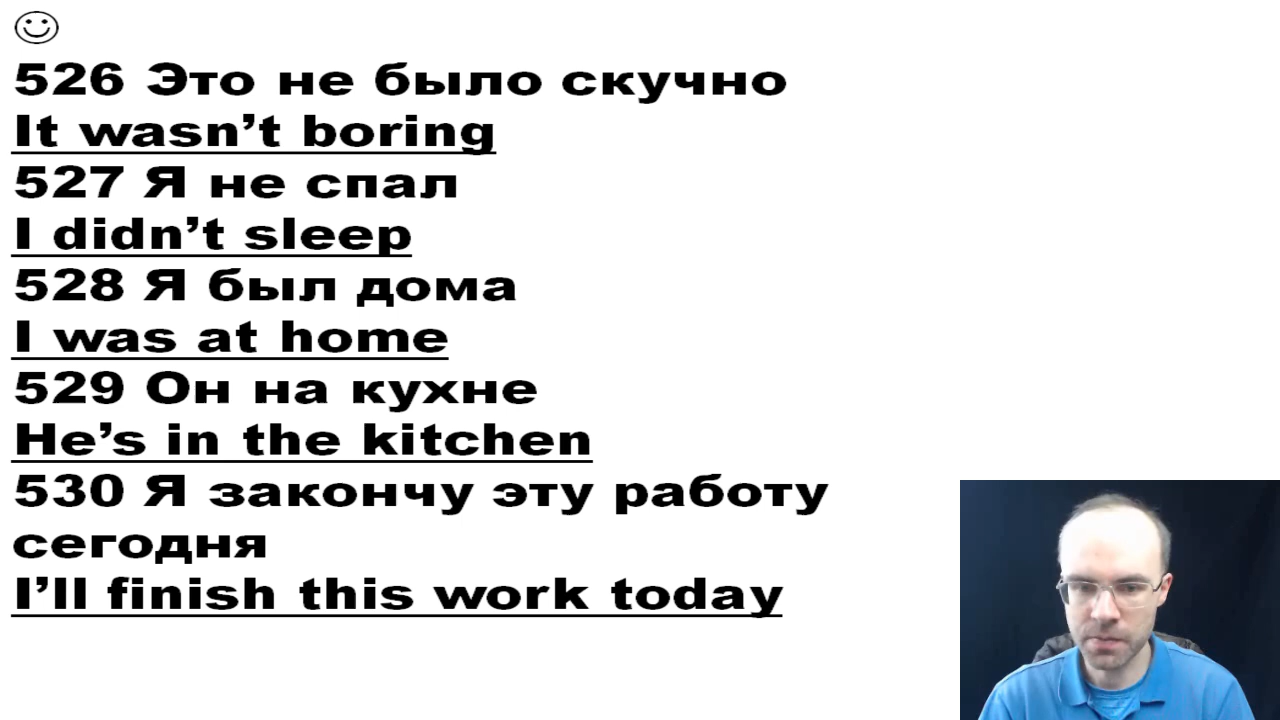 526 Это не было скучно
It wasn’t boring
527 Я не спал
I didn’t sleep
528 Я был дома
I was at home
529 Он на кухне
He’s in the kitchen
530 Я закончу эту работу
сегодня
I’ll finish this work today